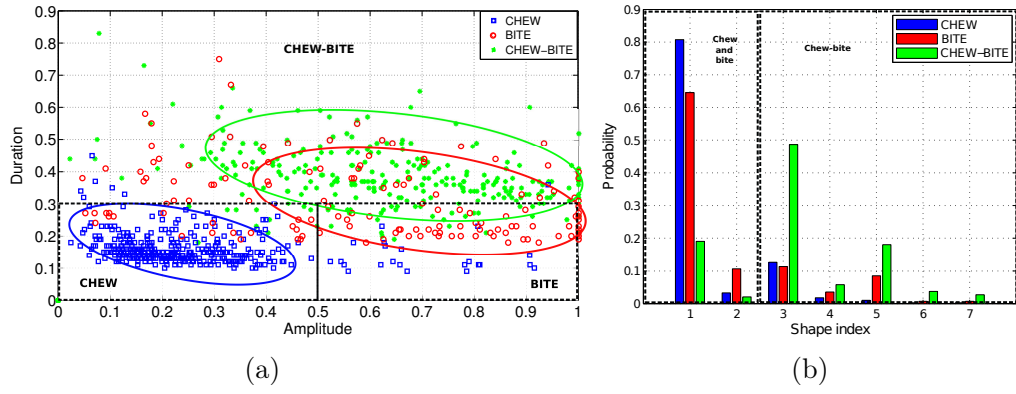 0.9
0.8
0.7
0.6
0.5
0.4
0.3
0.2
0.1
0
Duration
CHEW-BITE
CHEW
BITE
CHEW−BITE
CHEW
BITE
0 0.1 0.2 0.3 0.4 0.5 0.6 0.7 0.8 0.9 1
Amplitude
(a)
0.9
0.8
0.7
0.6
0.5
0.4
0.3
0.2
0.1
0
Probability
Chew
and
bite
Chew-bite
CHEW
BITE
CHEW−BITE
1 2 3 4 5 6 7
Shape index
(b)